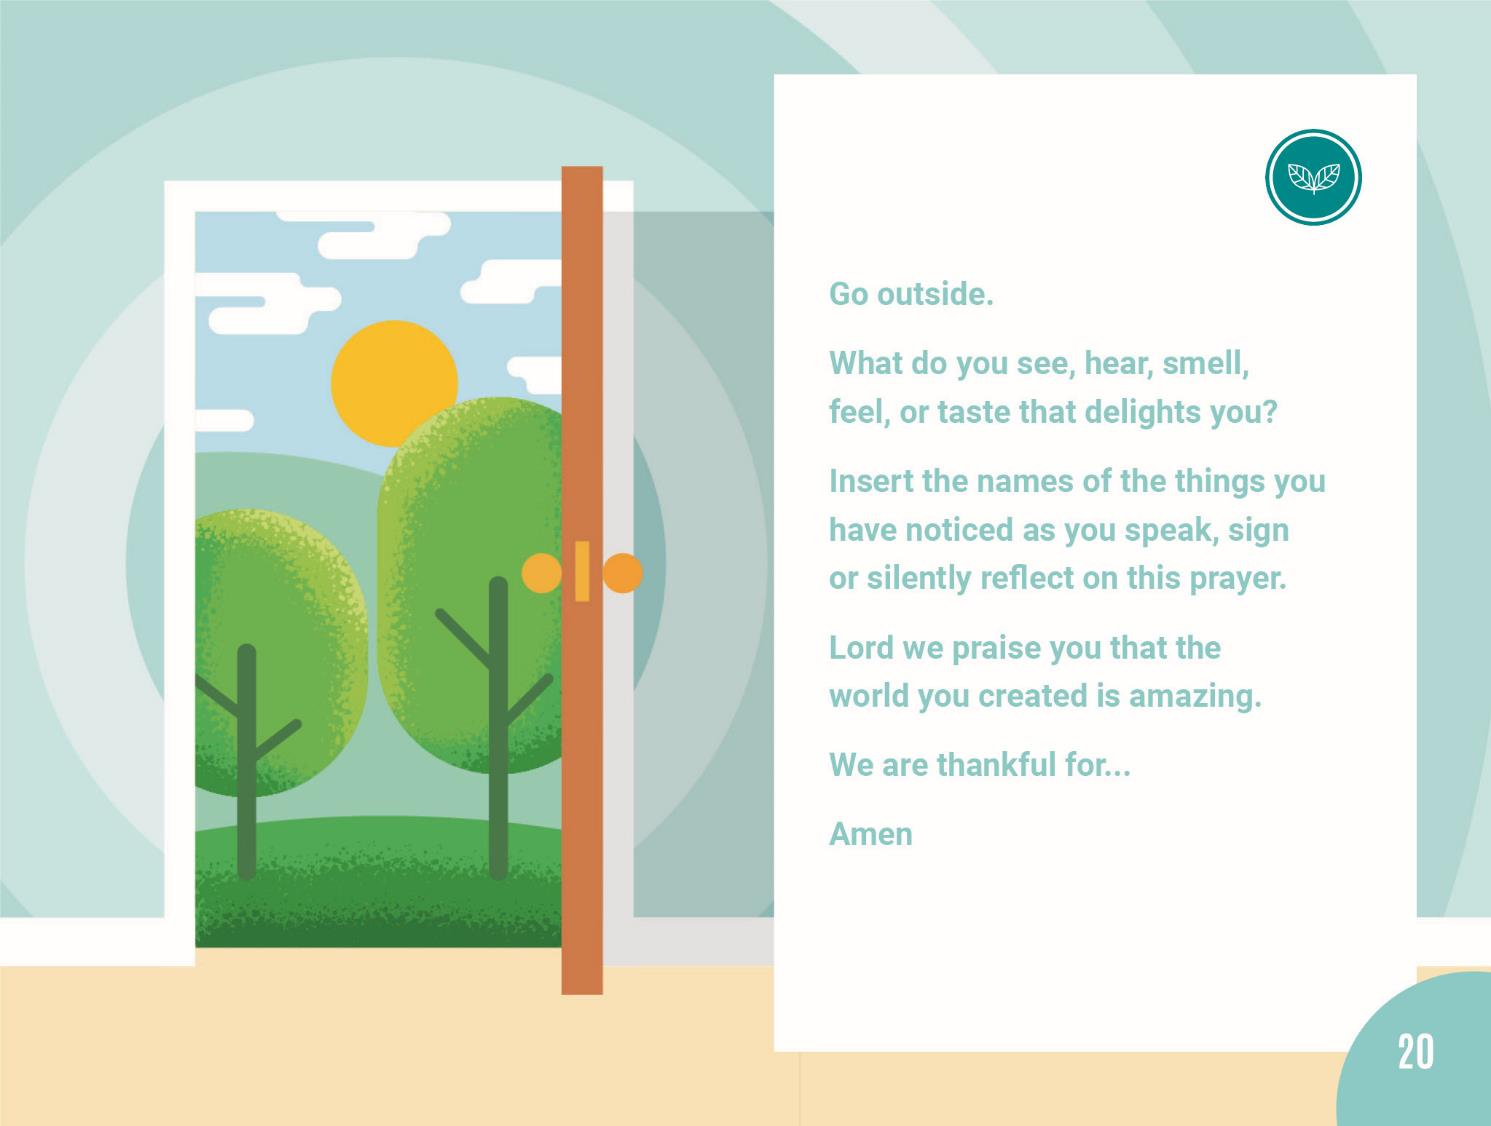 Go outside.
What do you see, hear, smell,
feel, or taste that delights you?
Insert the names of the things you
have noticed as you speak, sign
or silently reflect on this prayer.
Lord we praise you that the
world you created is amazing.
We are thankful for...
Amen
20